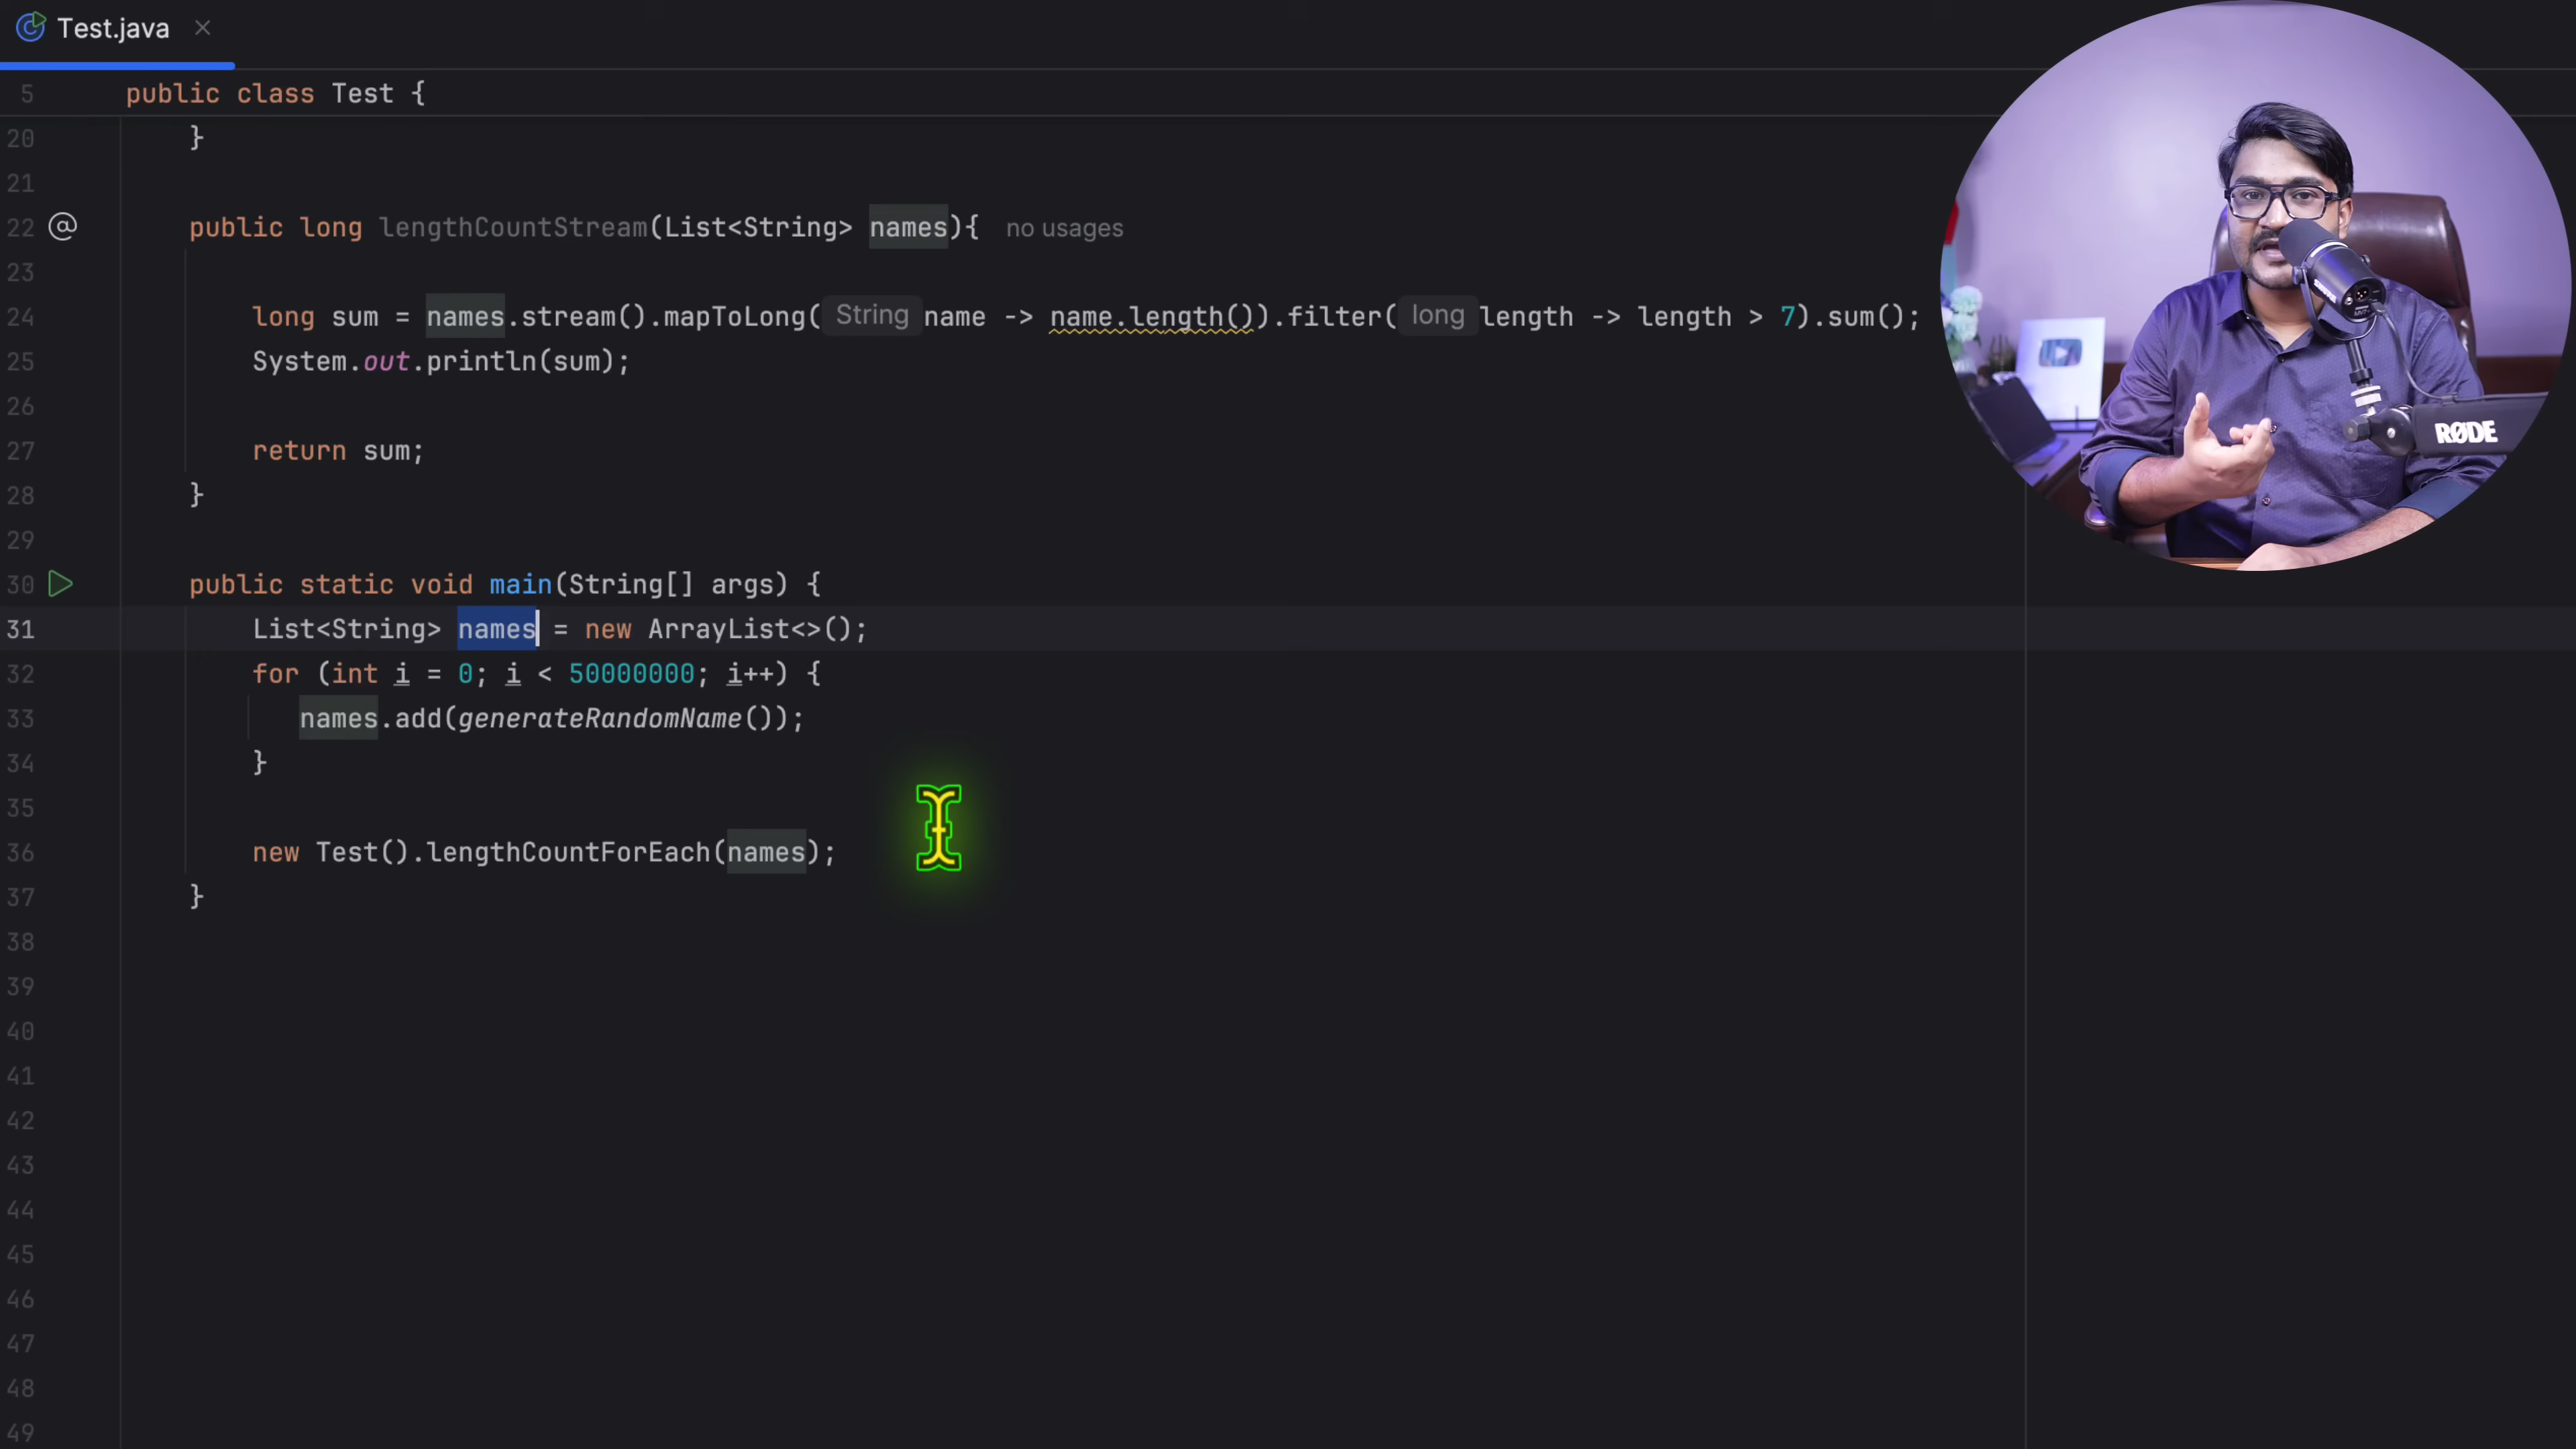 Test.java
5 public class Test {
20 }
21
22 public long lengthCountStream(List<String> names){ no usages
23
24 long sum = names.stream().mapToLong( String name -> name.length()).filter( long length -> length > 7).sum();
25 System.out.println(sum);
26
27 return sum;
28 }
29
30 public static void main(String[] args) {
31 List<String> names = new ArrayList<>();
32 for (int i = 0; i < 50000000; i++) {
33 names.add(generateRandomName());
34 }
35
36 new Test().lengthCountForEach(names);
37 }
38
39
40
41
42
43
44
45
46
47
48
49
RØDE